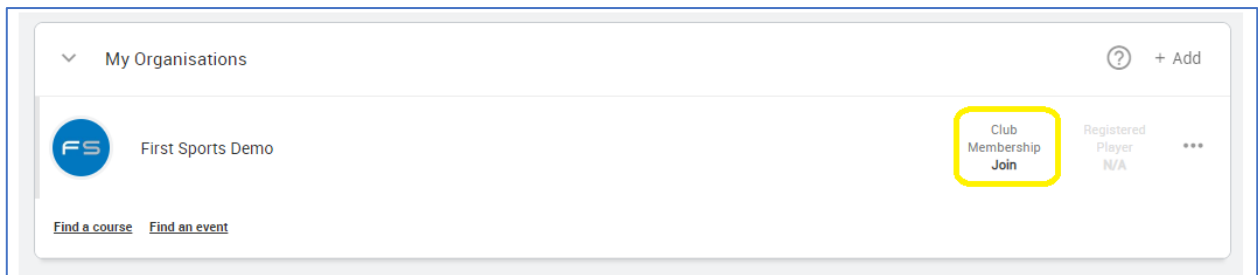 My Organisations
? + Add
FS
First Sports Demo
Club
Membership
Join
Registered
Player
N/A
Find a course Find an event